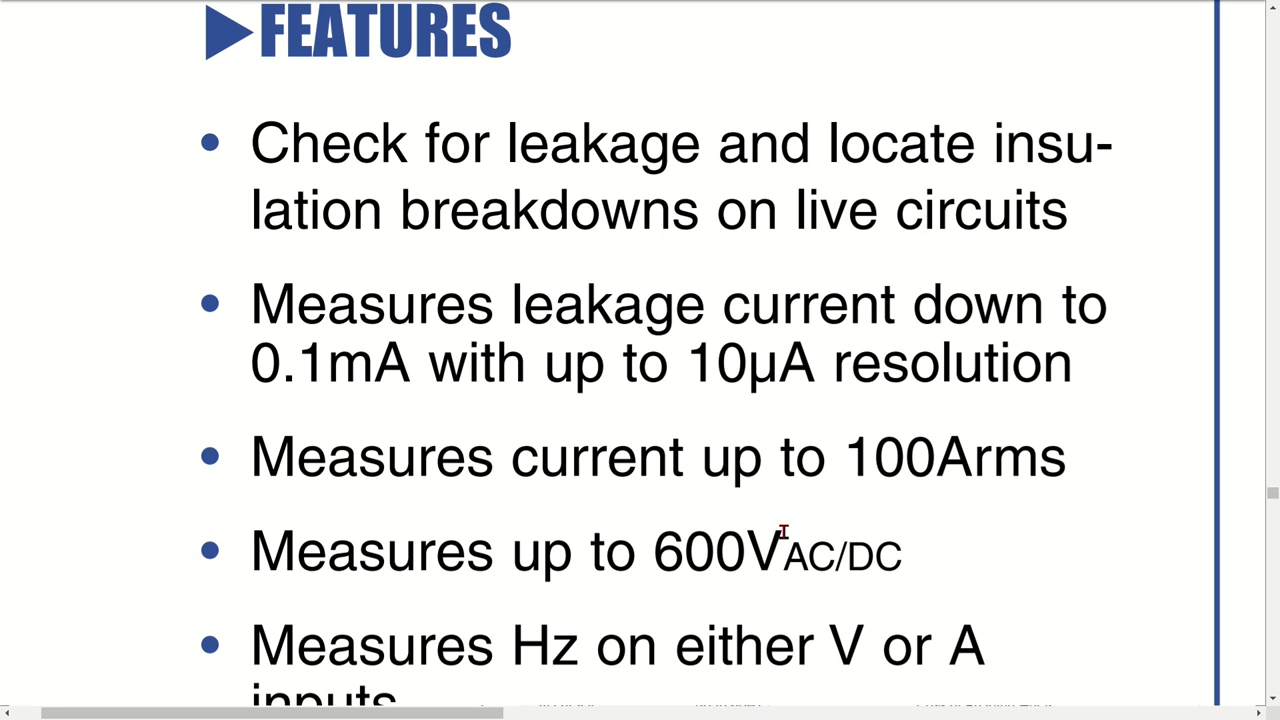 FEATURES
• Check for leakage and locate insu-
lation breakdowns on live circuits
• Measures leakage current down to
0.1mA with up to 10µA resolution
• Measures current up to 100Arms
• Measures up to 600VAC/DC
• Measures Hz on either V or A
inputs